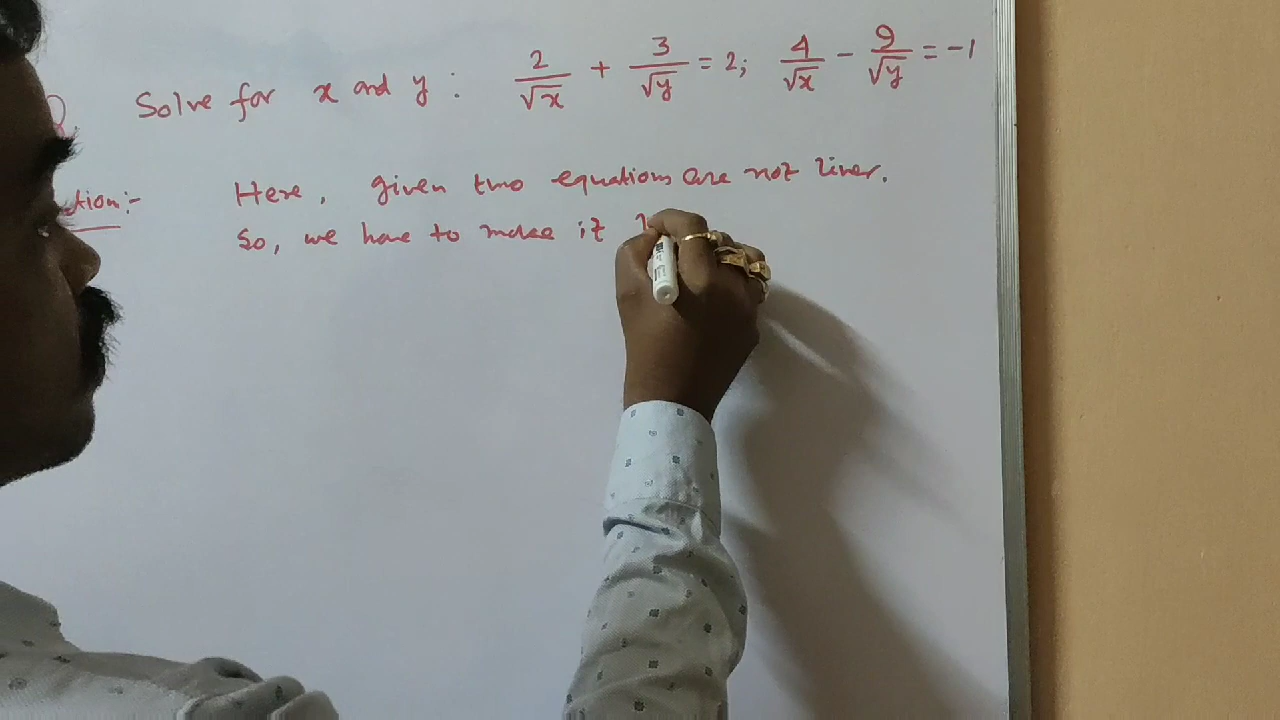 Solve for x and y : 2/√x + 3/√y = 2; 4/√x - 9/√y = -1
Here, given two equations are not liner.
So, we have to make it